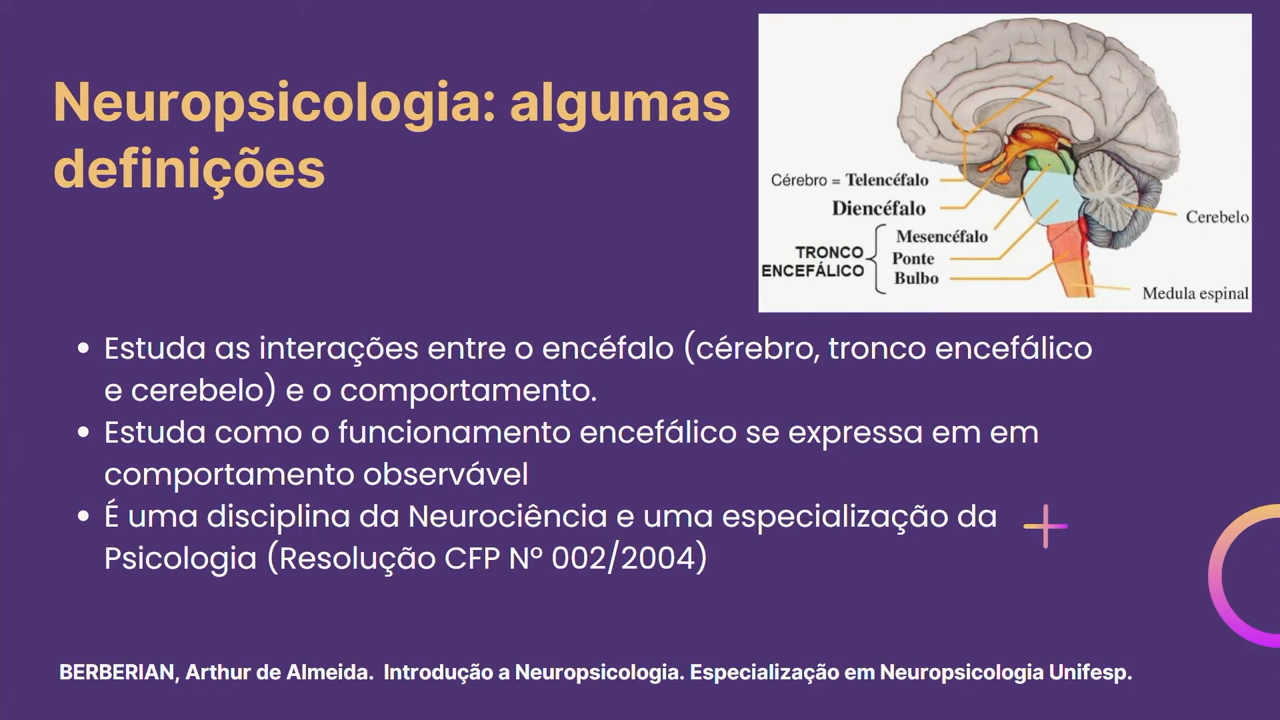 Neuropsicologia: algumas
definições
Cérebro = Telencéfalo
Diencéfalo
Mesencéfalo
TRONCO
ENCEFÁLICO
Ponte
Bulbo
Cerebelo
Medula espinal
• Estuda as interações entre o encéfalo (cérebro, tronco encefálico
e cerebelo) e o comportamento.
• Estuda como o funcionamento encefálico se expressa em em
comportamento observável
• É uma disciplina da Neurociência e uma especialização da
Psicologia (Resolução CFP Nº 002/2004)
BERBERIAN, Arthur de Almeida. Introdução a Neuropsicologia. Especialização em Neuropsicologia Unifesp.